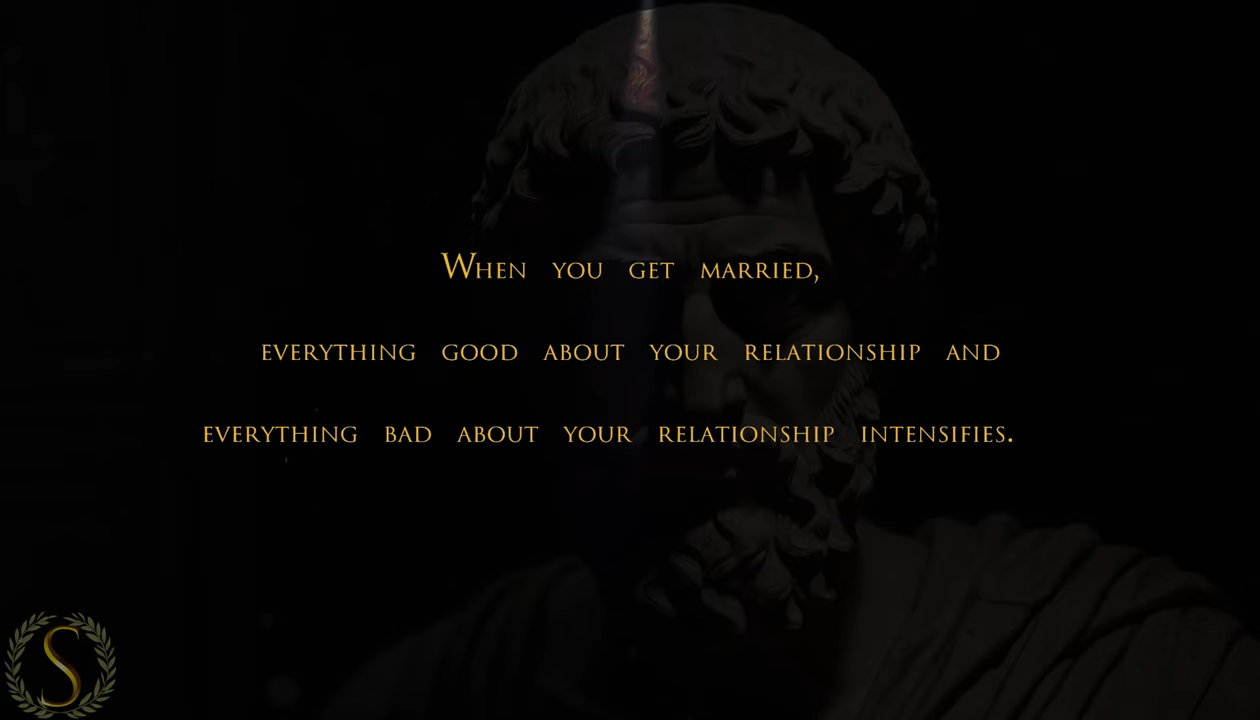 When you get married,
everything good about your relationship and
everything bad about your relationship intensifies.
S